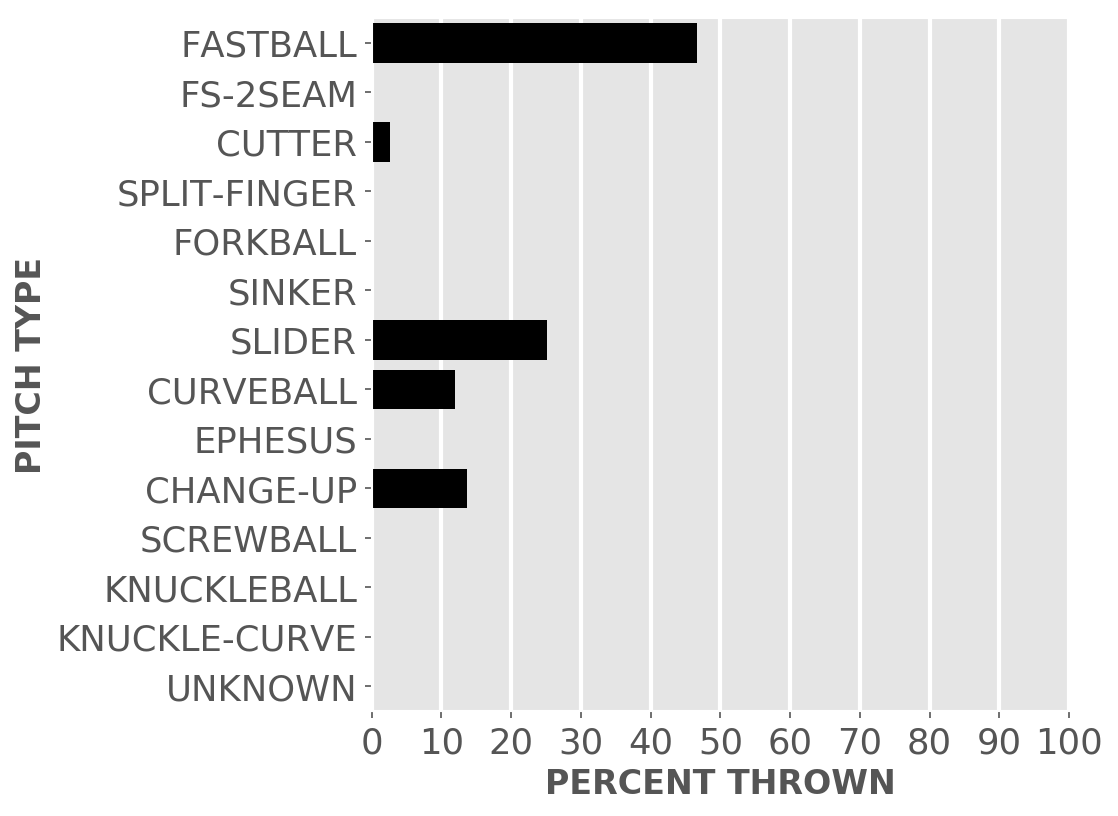 FASTBALL
FS-2SEAM
CUTTER
SPLIT-FINGER
FORKBALL
SINKER
SLIDER
CURVEBALL
EPHESUS
CHANGE-UP
SCREWBALL
KNUCKLEBALL
KNUCKLE-CURVE
UNKNOWN
PITCH TYPE
0 10 20 30 40 50 60 70 80 90 100
PERCENT THROWN